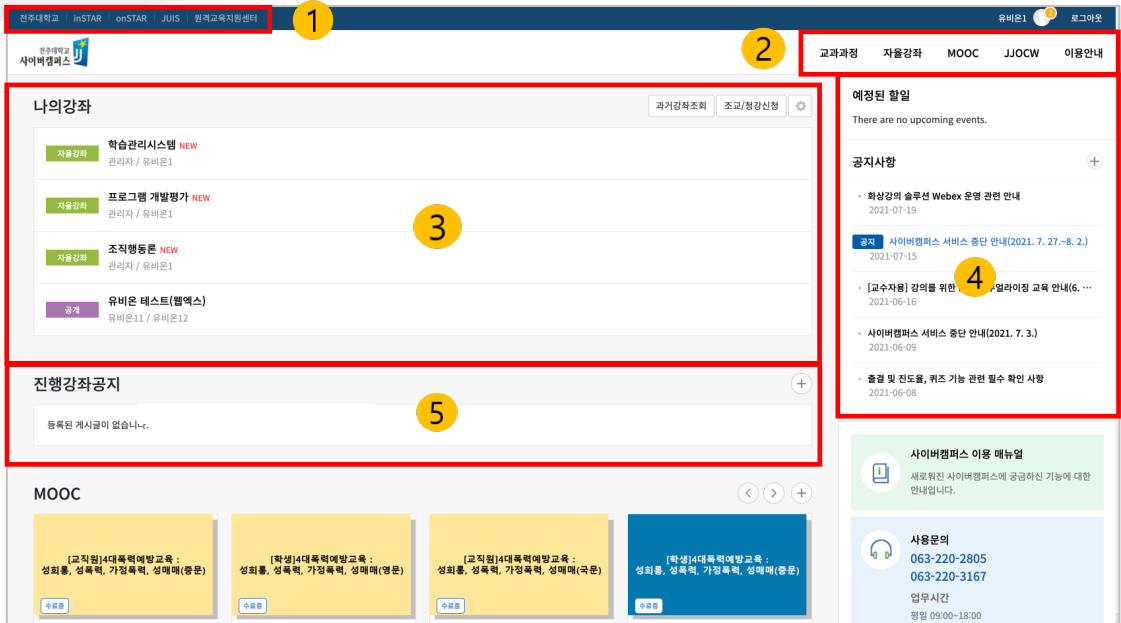 전주대학교 | inSTAR | onSTAR | JUIS | 원격교육지원센터
1
유비온1
2
로그아웃
전주대학교
사이버캠퍼스
2
교과과정 자율강좌 MOOC JJOCW 이용안내
나의강좌
과거강좌조회 조교/청강신청
자율강좌
학습관리시스템 NEW
관리자 / 유비온1
자율강좌
프로그램 개발평가 NEW
관리자 / 유비온1
3
자율강좌
조직행동론 NEW
관리자 / 유비온1
공개
유비온 테스트(웹엑스)
유비온11 / 유비온12
예정된 할일
There are no upcoming events.
공지사항
화상강의 솔루션 Webex 운영 관련 안내
2021-07-19
공지 사이버캠퍼스 서비스 중단 안내(2021. 7. 27.~8. 2.)
2021-07-15
4
[교수자용] 강의를 위한 얼라이징 교육 안내(6. ⋯
2021-06-16
사이버캠퍼스 서비스 중단 안내(2021. 7. 3.)
2021-06-09
출결 및 진도율, 퀴즈 기능 관련 필수 확인 사항
2021-06-08
진행강좌공지
5
등록된 게시글이 없습니다.
MOOC
[교직원]4대폭력예방교육 :
성희롱, 성폭력, 가정폭력, 성매매(중문)
수료증
[학생]4대폭력예방교육 :
성희롱, 성폭력, 가정폭력, 성매매(영문)
수료증
[교직원]4대폭력예방교육 :
성희롱, 성폭력, 가정폭력, 성매매(국문)
수료증
[학생]4대폭력예방교육 :
성희롱, 성폭력, 가정폭력, 성매매(중문)
수료증
사이버캠퍼스 이용 매뉴얼
새로워진 사이버캠퍼스에 궁금하신 기능에 대한
안내입니다.
사용문의
063-220-2805
063-220-3167
업무시간
평일 09:00~18:00